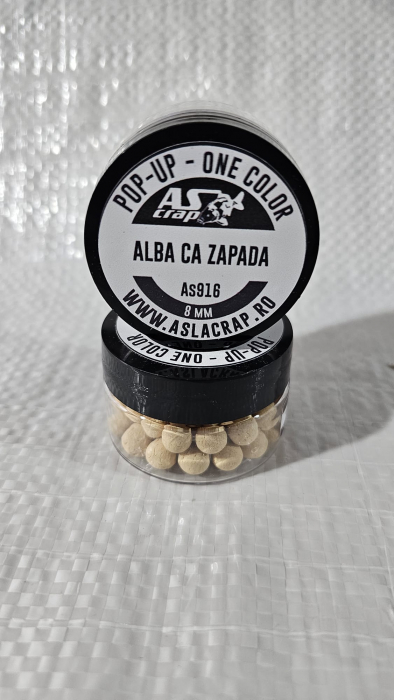 POP-UP - ONE COLOR
AS
crap
ALBA CA ZAPADA
As916
8 MM
WWW.ASLACRAP.RO
POP-UP - ONE COLOR